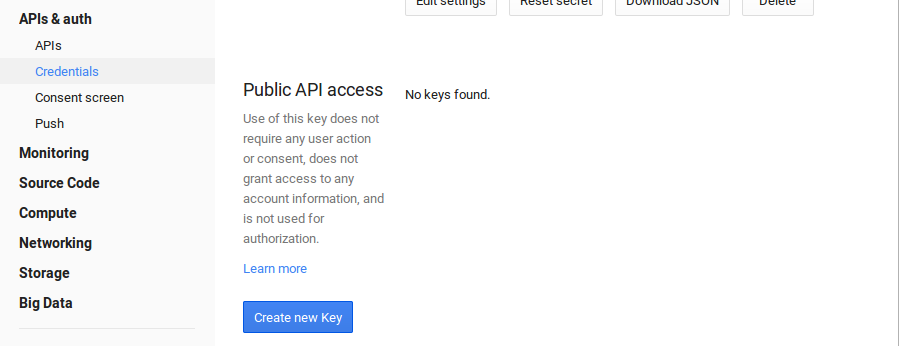 APIs & auth
APIs
Credentials
Consent screen
Push
Monitoring
Source Code
Compute
Networking
Storage
Big Data
Edit settings
Reset secret
Download JSON
Delete
Public API access
Use of this key does not
require any user action
or consent, does not
grant access to any
account information, and
is not used for
authorization.
Learn more
Create new Key
No keys found.